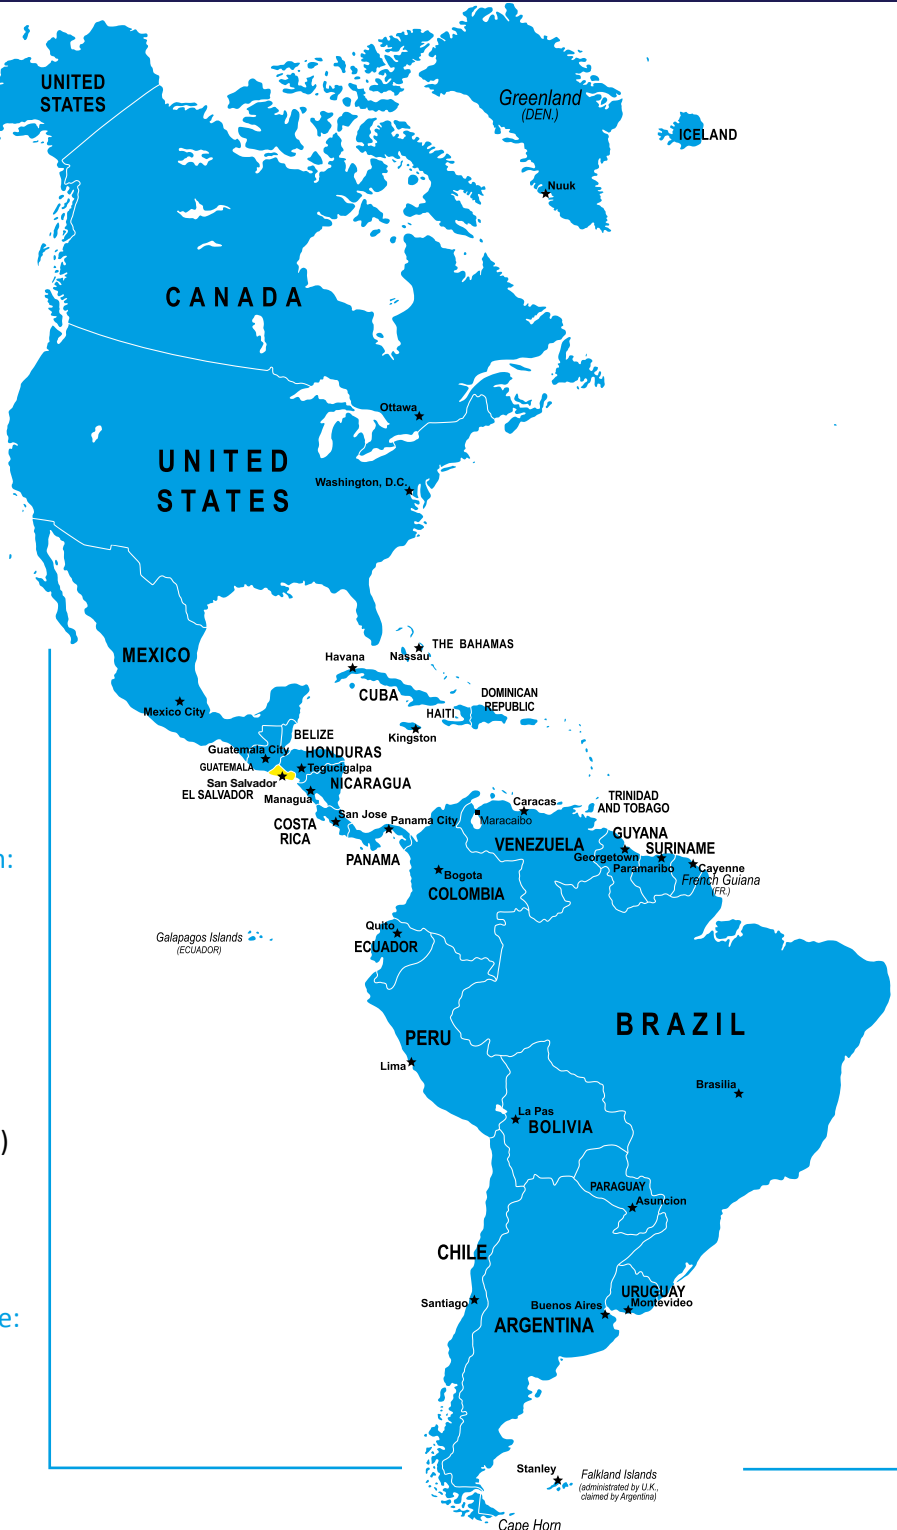 UNITED
STATES
Greenland
(DEN.)
ICELAND
Nuuk
CANADA
Ottawa
UNITED
STATES
Washington, D.C.
MEXICO
Mexico City
Havana
Nassau
THE BAHAMAS
CUBA
DOMINICAN
REPUBLIC
HAITI
Kingston
BELIZE
Guatemala City
HONDURAS
GUATEMALA
Tegucigalpa
San Salvador
NICARAGUA
EL SALVADOR
Managua
San Jose
COSTA
RICA
Panama City
PANAMA
Caracas
Maracaibo
TRINIDAD
AND TOBAGO
VENEZUELA
GUYANA
SURINAME
Georgetown
Paramaribo
Cayenne
French Guiana
(FR.)
n:
Bogota
COLOMBIA
Quito
ECUADOR
Galapagos Islands
(ECUADOR)
BRAZIL
PERU
Lima
Brasilia
La Pas
BOLIVIA
)
PARAGUAY
Asuncion
CHILE
Santiago
URUGUAY
Montevideo
Buenos Aires
ARGENTINA
e:
Stanley
Falkland Islands
(administrated by U.K.,
claimed by Argentina)
Cape Horn